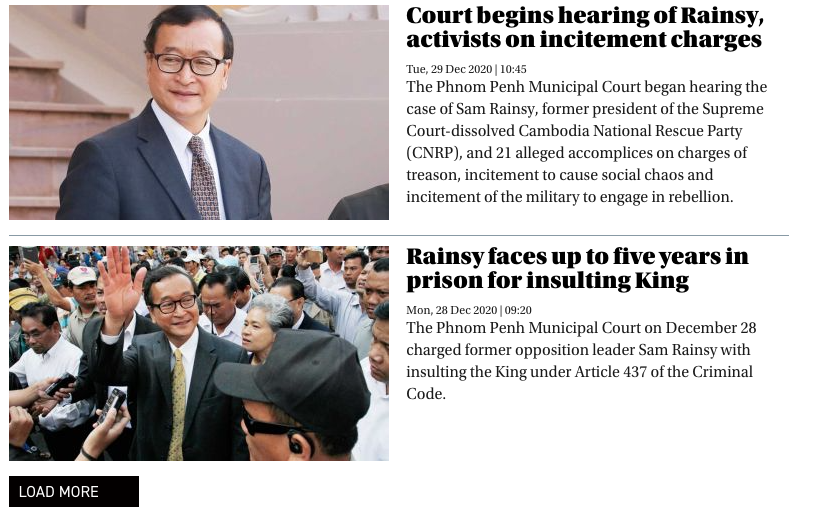 Court begins hearing of Rainsy,
activists on incitement charges
Tue, 29 Dec 2020 | 10:45
The Phnom Penh Municipal Court began hearing the
case of Sam Rainsy, former president of the Supreme
Court-dissolved Cambodia National Rescue Party
(CNRP), and 21 alleged accomplices on charges of
treason, incitement to cause social chaos and
incitement of the military to engage in rebellion.
Rainsy faces up to five years in
prison for insulting King
Mon, 28 Dec 2020 | 09:20
The Phnom Penh Municipal Court on December 28
charged former opposition leader Sam Rainsy with
insulting the King under Article 437 of the Criminal
Code.
LOAD MORE